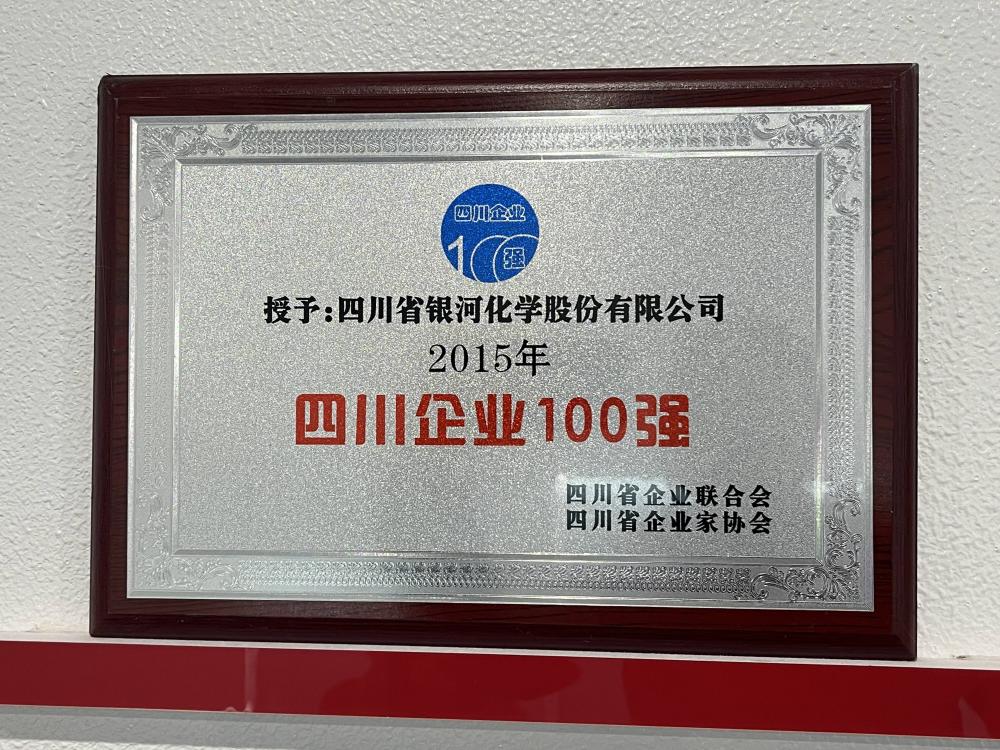 四川企业
100强
授予:四川省银河化学股份有限公司
2015年
四川企业100强
四川省企业联合会
四川省企业家协会